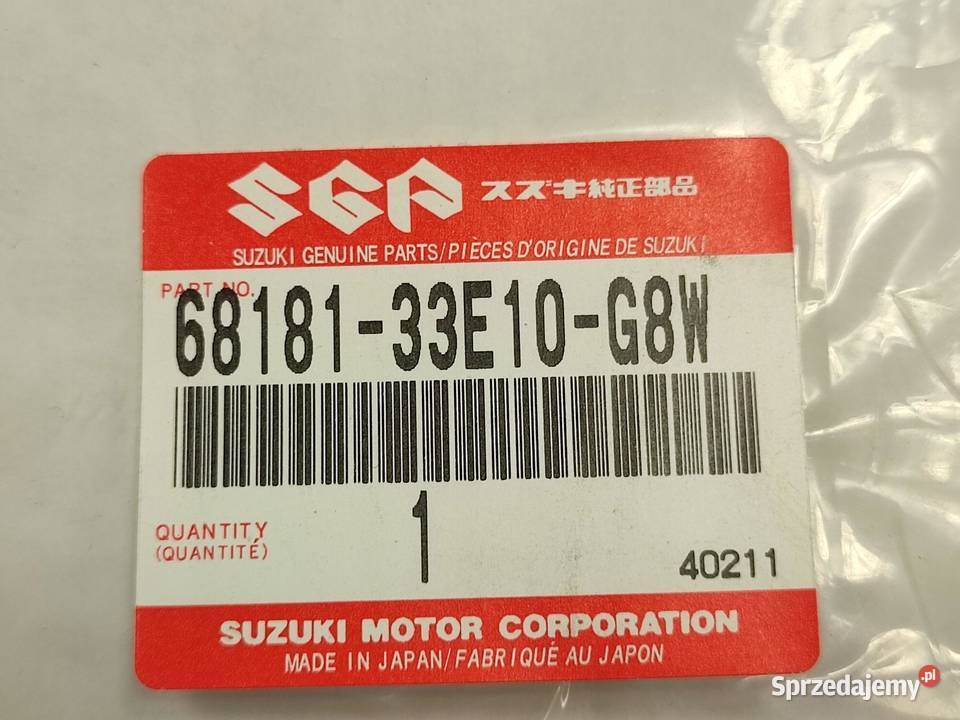 SGP スズキ純正部品
SUZUKI GENUINE PARTS/PIÈCES D'ORIGINE DE SUZUKI
PART NO.
68181-33E10-G8W
1
QUANTITY
(QUANTITÉ)
40211
SUZUKI MOTOR CORPORATION
MADE IN JAPAN/FABRIQUÉ AU JAPON
Sprzedajemy.pl